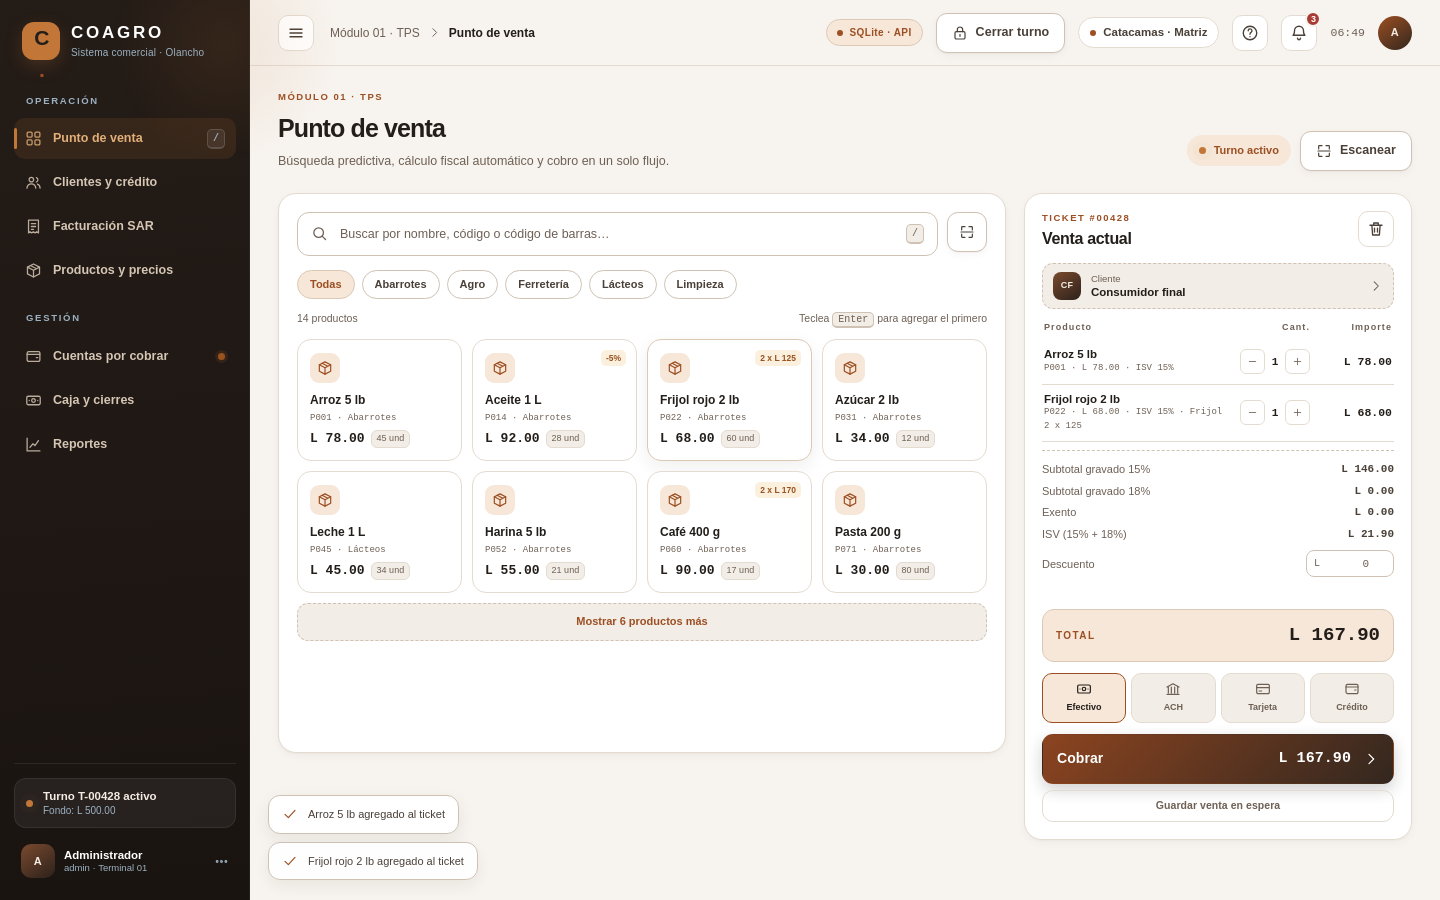 C
COAGRO
Sistema comercial · Olancho
OPERACIÓN
Punto de venta /
Clientes y crédito
Facturación SAR
Productos y precios
GESTIÓN
Cuentas por cobrar
Caja y cierres
Reportes
Turno T-00428 activo
Fondo: L 500.00
A
Administrador
admin · Terminal 01
Módulo 01 · TPS > Punto de venta
SQLite · API
Cerrar turno
Catacamas · Matriz
3
06:49
A
MÓDULO 01 · TPS
Punto de venta
Búsqueda predictiva, cálculo fiscal automático y cobro en un solo flujo.
Turno activo
Escanear
Buscar por nombre, código o código de barras… /
Todas Abarrotes Agro Ferretería Lácteos Limpieza
14 productos
Teclea Enter para agregar el primero
Arroz 5 lb
P001 · Abarrotes
L 78.00 45 und
-5%
Aceite 1 L
P014 · Abarrotes
L 92.00 28 und
2 x L 125
Frijol rojo 2 lb
P022 · Abarrotes
L 68.00 60 und
Azúcar 2 lb
P031 · Abarrotes
L 34.00 12 und
Leche 1 L
P045 · Lácteos
L 45.00 34 und
Harina 5 lb
P052 · Abarrotes
L 55.00 21 und
2 x L 170
Café 400 g
P060 · Abarrotes
L 90.00 17 und
Pasta 200 g
P071 · Abarrotes
L 30.00 80 und
Mostrar 6 productos más
Arroz 5 lb agregado al ticket
Frijol rojo 2 lb agregado al ticket
TICKET #00428
Venta actual
CF
Cliente
Consumidor final
Producto Cant. Importe
Arroz 5 lb
P001 · L 78.00 · ISV 15%
− 1 + L 78.00
Frijol rojo 2 lb
P022 · L 68.00 · ISV 15% · Frijol
2 x 125
− 1 + L 68.00
Subtotal gravado 15% L 146.00
Subtotal gravado 18% L 0.00
Exento L 0.00
ISV (15% + 18%) L 21.90
Descuento L 0
TOTAL L 167.90
Efectivo ACH Tarjeta Crédito
Cobrar L 167.90
Guardar venta en espera